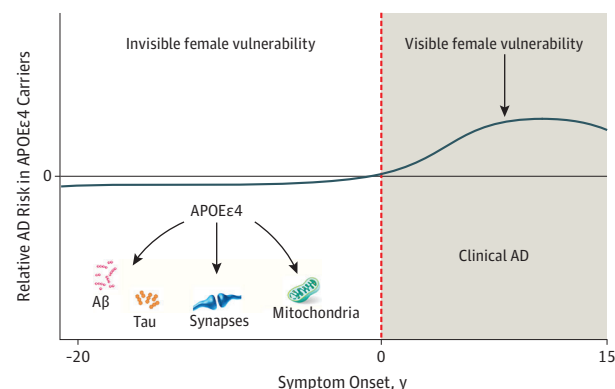 Invisible female vulnerability
Visible female vulnerability
Relative AD Risk in APOEε4 Carriers
0
APOEε4
Aβ
Tau
Synapses
Mitochondria
Clinical AD
-20
0
15
Symptom Onset, y